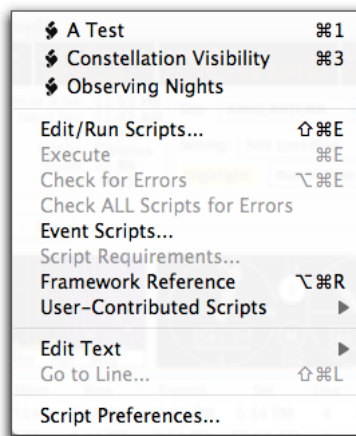 A Test ⌘1
Constellation Visibility ⌘3
Observing Nights
Edit/Run Scripts... ⇧⌘E
Execute ⌘E
Check for Errors ⌥⌘E
Check ALL Scripts for Errors
Event Scripts...
Script Requirements...
Framework Reference ⌥⌘R
User-Contributed Scripts ▶
Edit Text ▶
Go to Line... ⇧⌘L
Script Preferences...